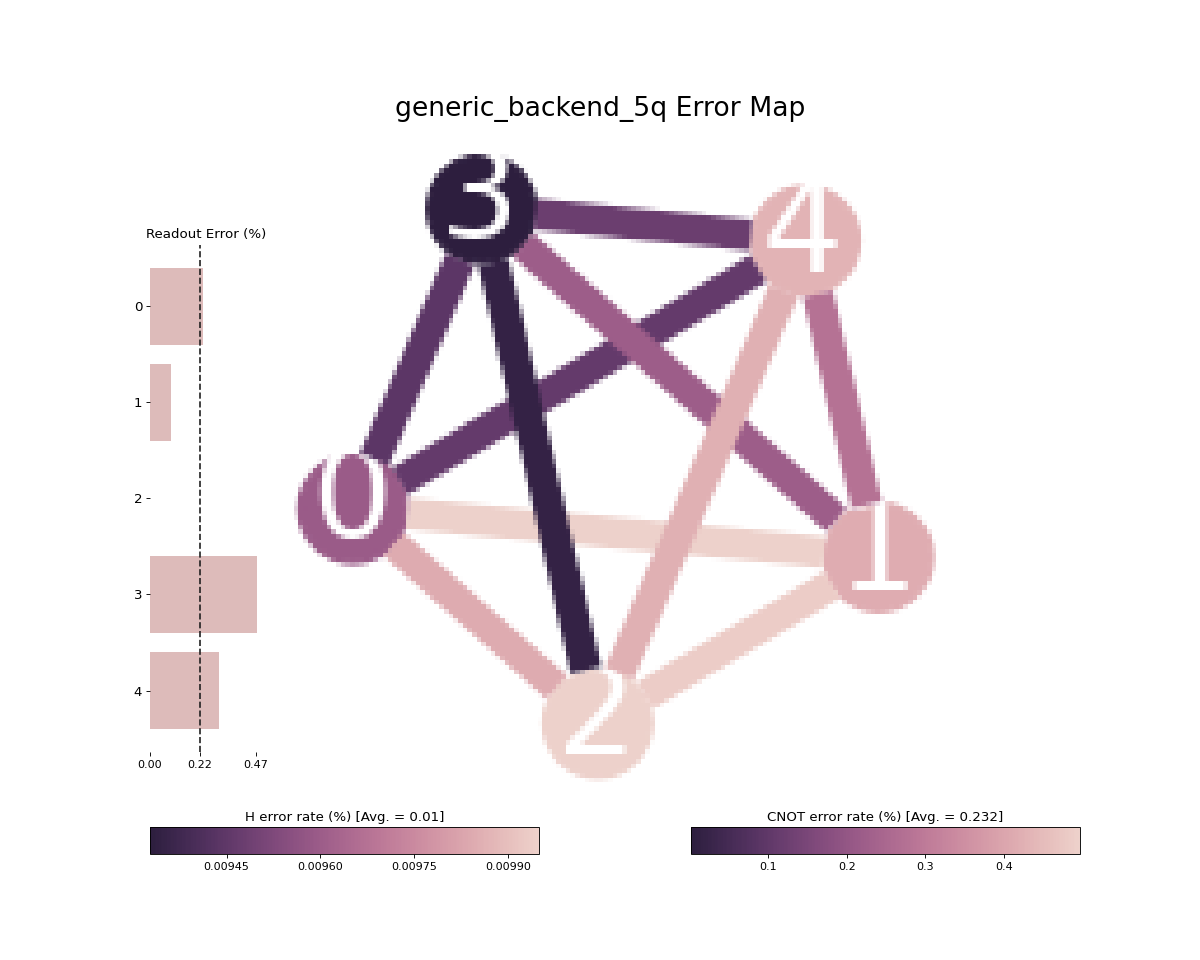 generic_backend_5q Error Map
Readout Error (%)
0
1
2
3
4
0.00 0.22 0.47
3
4
0
1
2
H error rate (%) [Avg. = 0.01]
0.00945 0.00960 0.00975 0.00990
CNOT error rate (%) [Avg. = 0.232]
0.1 0.2 0.3 0.4